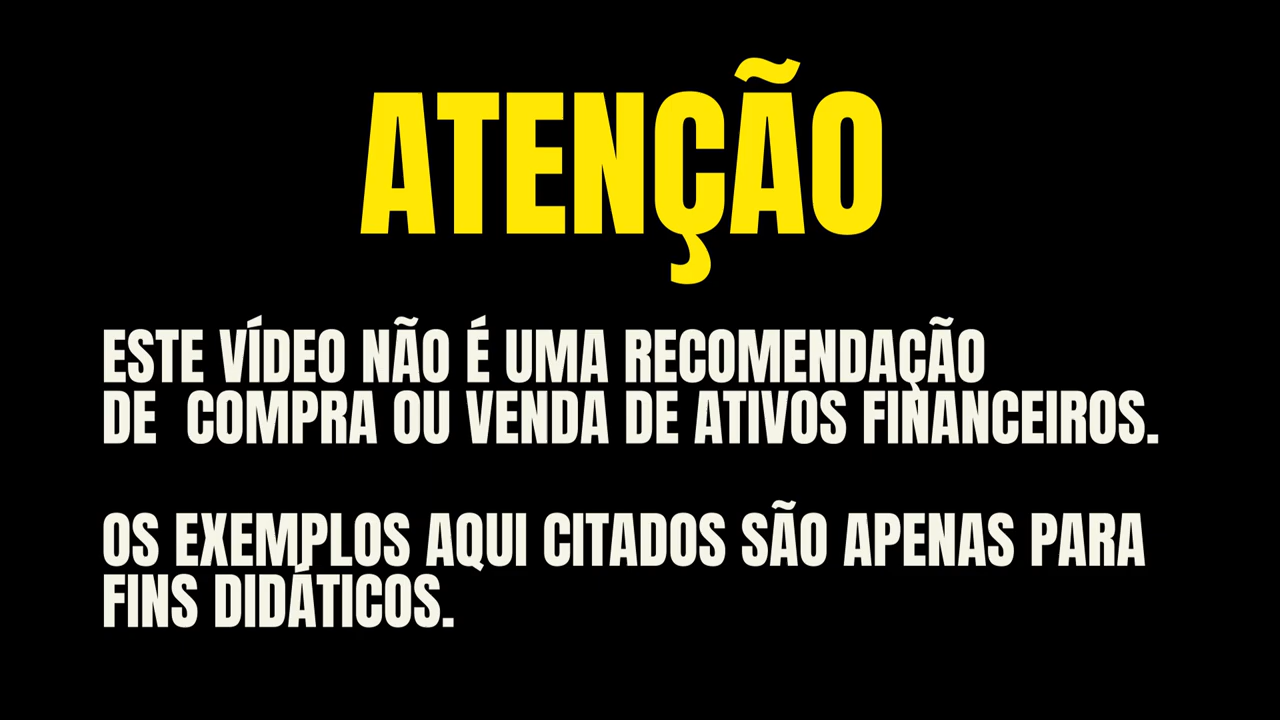 ATENÇÃO
ESTE VÍDEO NÃO É UMA RECOMENDAÇÃO
DE COMPRA OU VENDA DE ATIVOS FINANCEIROS.
OS EXEMPLOS AQUI CITADOS SÃO APENAS PARA
FINS DIDÁTICOS.